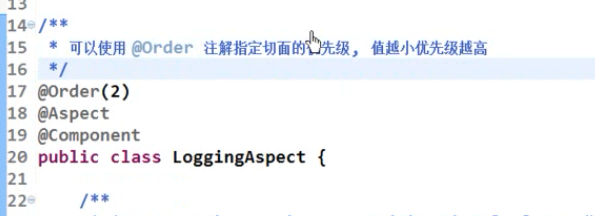 13
14 /**
15 * 可以使用 @Order 注解指定切面的先级, 值越小优先级越高
16 */
17 @Order(2)
18 @Aspect
19 @Component
20 public class LoggingAspect {
21
22 /**